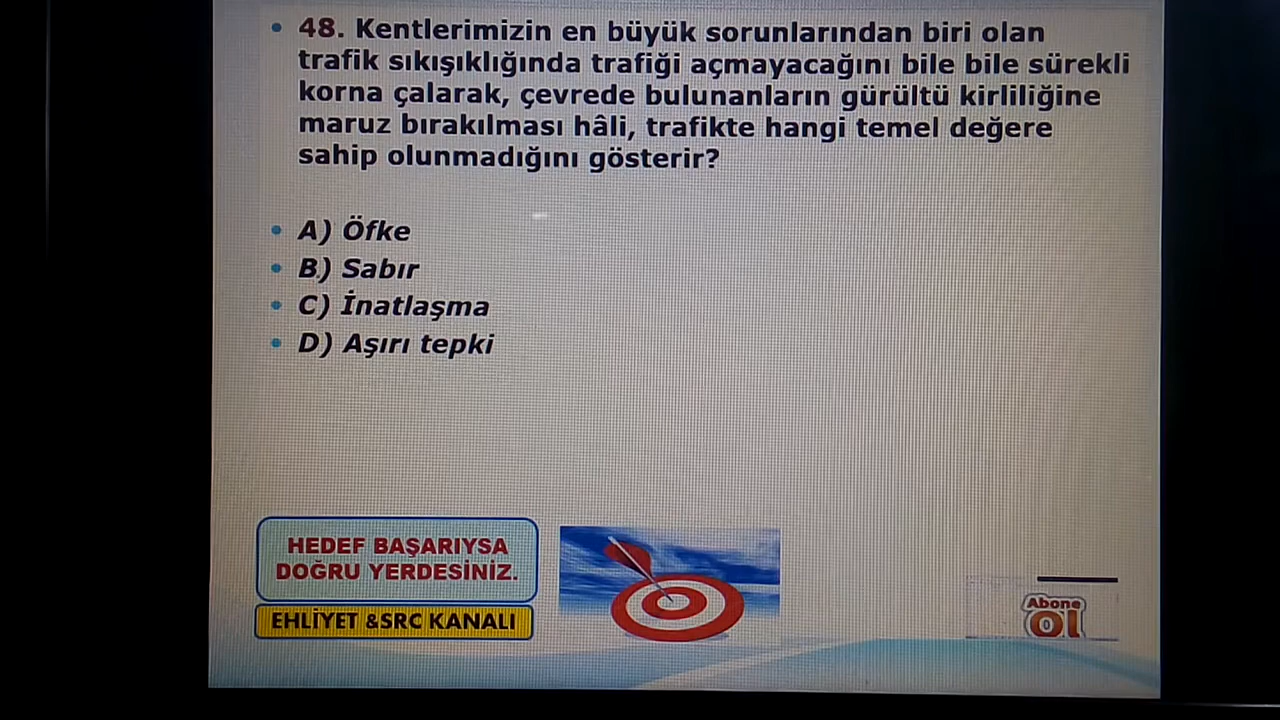 48. Kentlerimizin en büyük sorunlarından biri olan
trafik sıkışıklığında trafiği açmayacağını bile bile sürekli
korna çalarak, çevrede bulunanların gürültü kirliliğine
maruz bırakılması hâli, trafikte hangi temel değere
sahip olunmadığını gösterir?
A) Öfke
B) Sabır
C) İnatlaşma
D) Aşırı tepki
HEDEF BAŞARIYSA
DOĞRU YERDESİNİZ.
EHLİYET &SRC KANALI
Abone
Ol